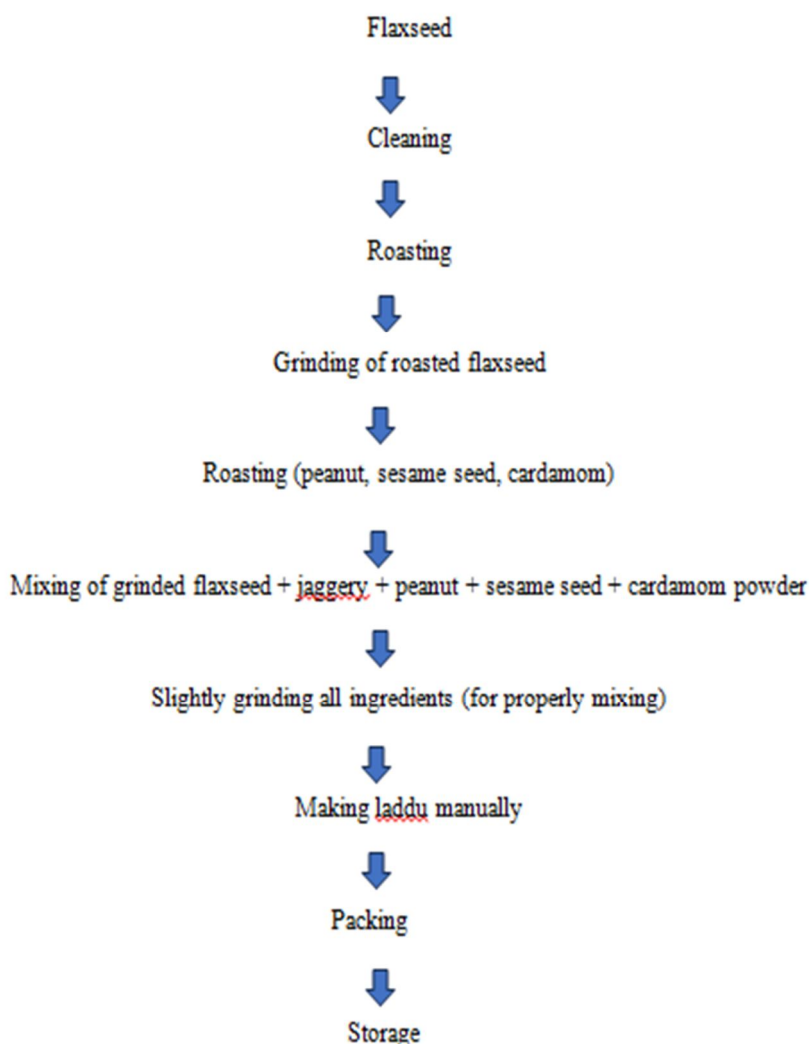 Flaxseed
Cleaning
Roasting
Grinding of roasted flaxseed
Roasting (peanut, sesame seed, cardamom)
Mixing of grinded flaxseed + jaggery + peanut + sesame seed + cardamom powder
Slightly grinding all ingredients (for properly mixing)
Making laddu manually
Packing
Storage